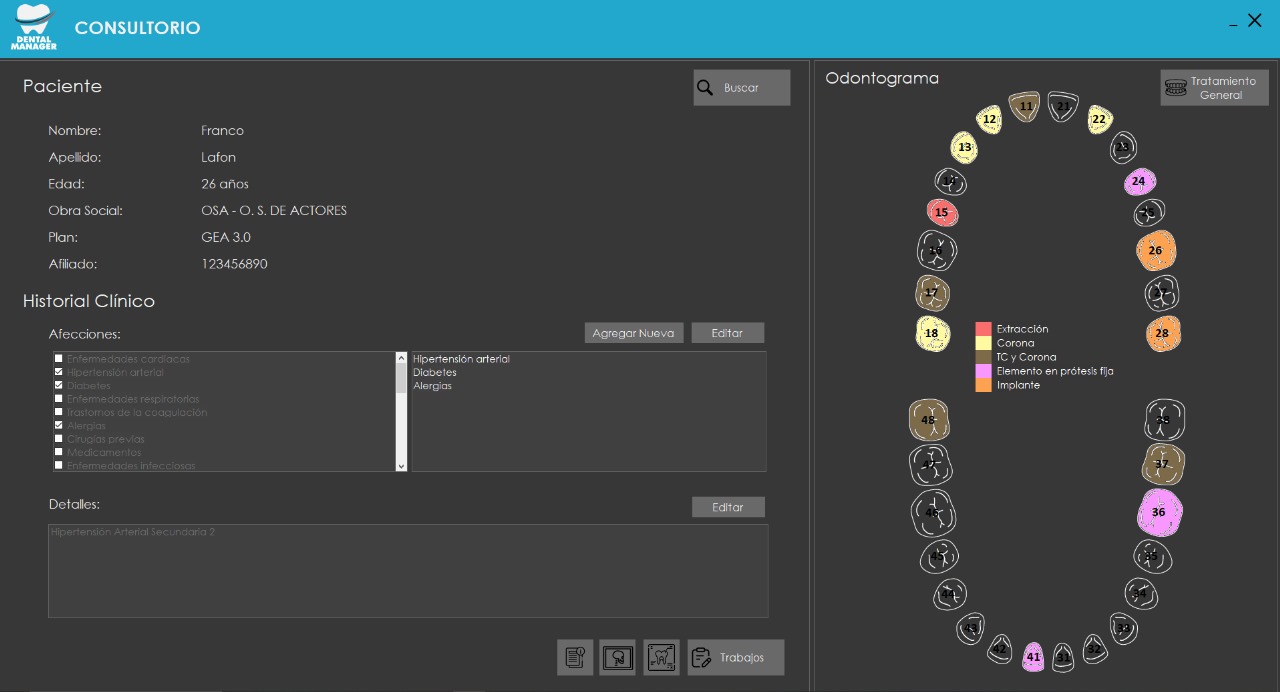 DENTAL
MANAGER
CONSULTORIO
Paciente
Buscar
Nombre: Franco
Apellido: Lafon
Edad: 26 años
Obra Social: OSA - O. S. DE ACTORES
Plan: GEA 3.0
Afiliado: 123456890
Historial Clínico
Afecciones:
Agregar Nueva
Editar
Enfermedades cardiacas
Hipertensión arterial
Diabetes
Enfermedades respiratorias
Trastornos de la coagulación
Alergias
Cirugías previas
Medicamentos
Enfermedades infecciosas
Hipertensión arterial
Diabetes
Alergias
Detalles:
Editar
Hipertensión Arterial Secundaria 2
Trabajos
Odontograma
Tratamiento
General
11
21
12
22
13
23
24
15
25
26
16
17
27
18
28
Extracción
Corona
TC y Corona
Elemento en prótesis fija
Implante
48
38
47
37
46
36
45
35
44
34
43
33
42
32
41
31